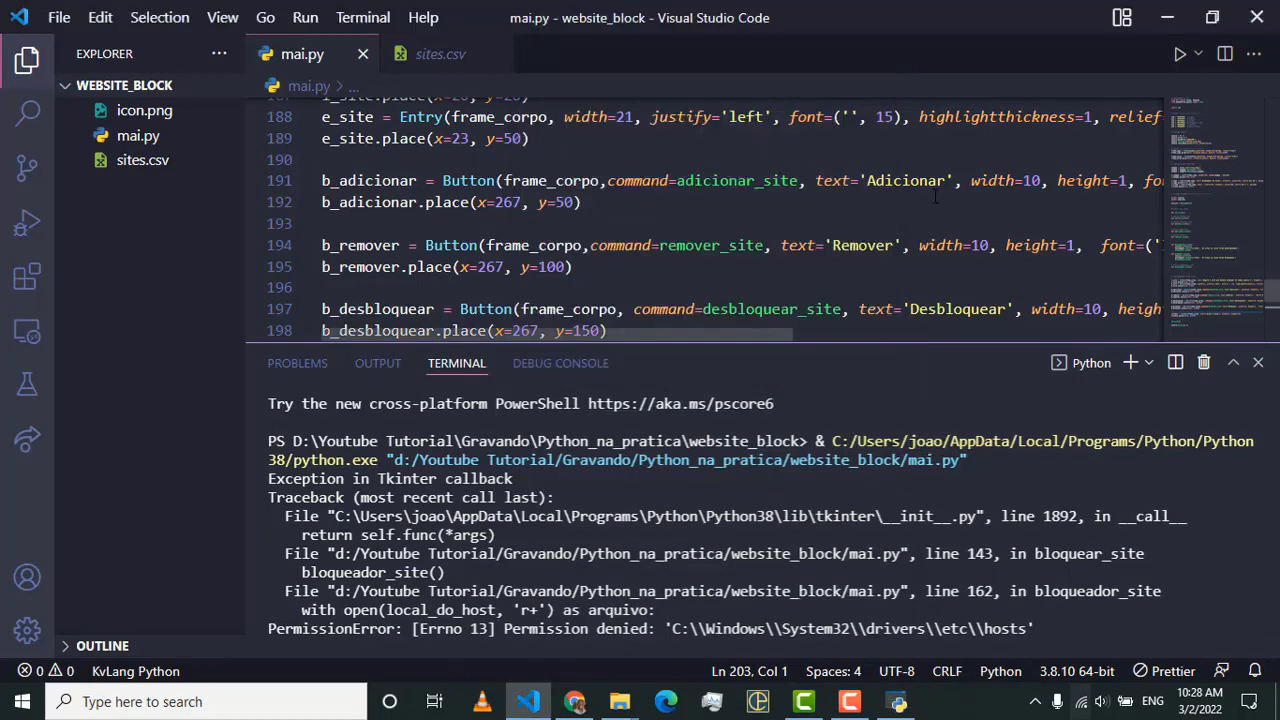 File Edit Selection View Go Run Terminal Help
mai.py - website_block - Visual Studio Code
EXPLORER
mai.py
sites.csv
WEBSITE_BLOCK
mai.py > ...
icon.png
mai.py
sites.csv
188 e_site = Entry(frame_corpo, width=21, justify='left', font=('', 15), highlightthickness=1, relief
189 e_site.place(x=23, y=50)
190
191 b_adicionar = Button(frame_corpo,command=adicionar_site, text='Adicionar', width=10, height=1, fo
192 b_adicionar.place(x=267, y=50)
193
194 b_remover = Button(frame_corpo,command=remover_site, text='Remover', width=10, height=1, font=('
195 b_remover.place(x=267, y=100)
196
197 b_desbloquear = Button(frame_corpo, command=desbloquear_site, text='Desbloquear', width=10, heigh
198 b_desbloquear.place(x=267, y=150)
PROBLEMS OUTPUT TERMINAL DEBUG CONSOLE
Python
Try the new cross-platform PowerShell https://aka.ms/pscore6
PS D:\Youtube Tutorial\Gravando\Python_na_pratica\website_block> & C:/Users/joao/AppData/Local/Programs/Python/Python
38/python.exe "d:/Youtube Tutorial/Gravando/Python_na_pratica/website_block/mai.py"
Exception in Tkinter callback
Traceback (most recent call last):
File "C:\Users\joao\AppData\Local\Programs\Python\Python38\lib\tkinter\__init__.py", line 1892, in __call__
return self.func(*args)
File "d:/Youtube Tutorial/Gravando/Python_na_pratica/website_block/mai.py", line 143, in bloquear_site
bloqueador_site()
File "d:/Youtube Tutorial/Gravando/Python_na_pratica/website_block/mai.py", line 162, in bloqueador_site
with open(local_do_host, 'r+') as arquivo:
PermissionError: [Errno 13] Permission denied: 'C:\\Windows\\System32\\drivers\\etc\\hosts'
OUTLINE
0 0 KvLang Python
Ln 203, Col 1 Spaces: 4 UTF-8 CRLF Python 3.8.10 64-bit Prettier
Type here to search
ENG
10:28 AM
3/2/2022